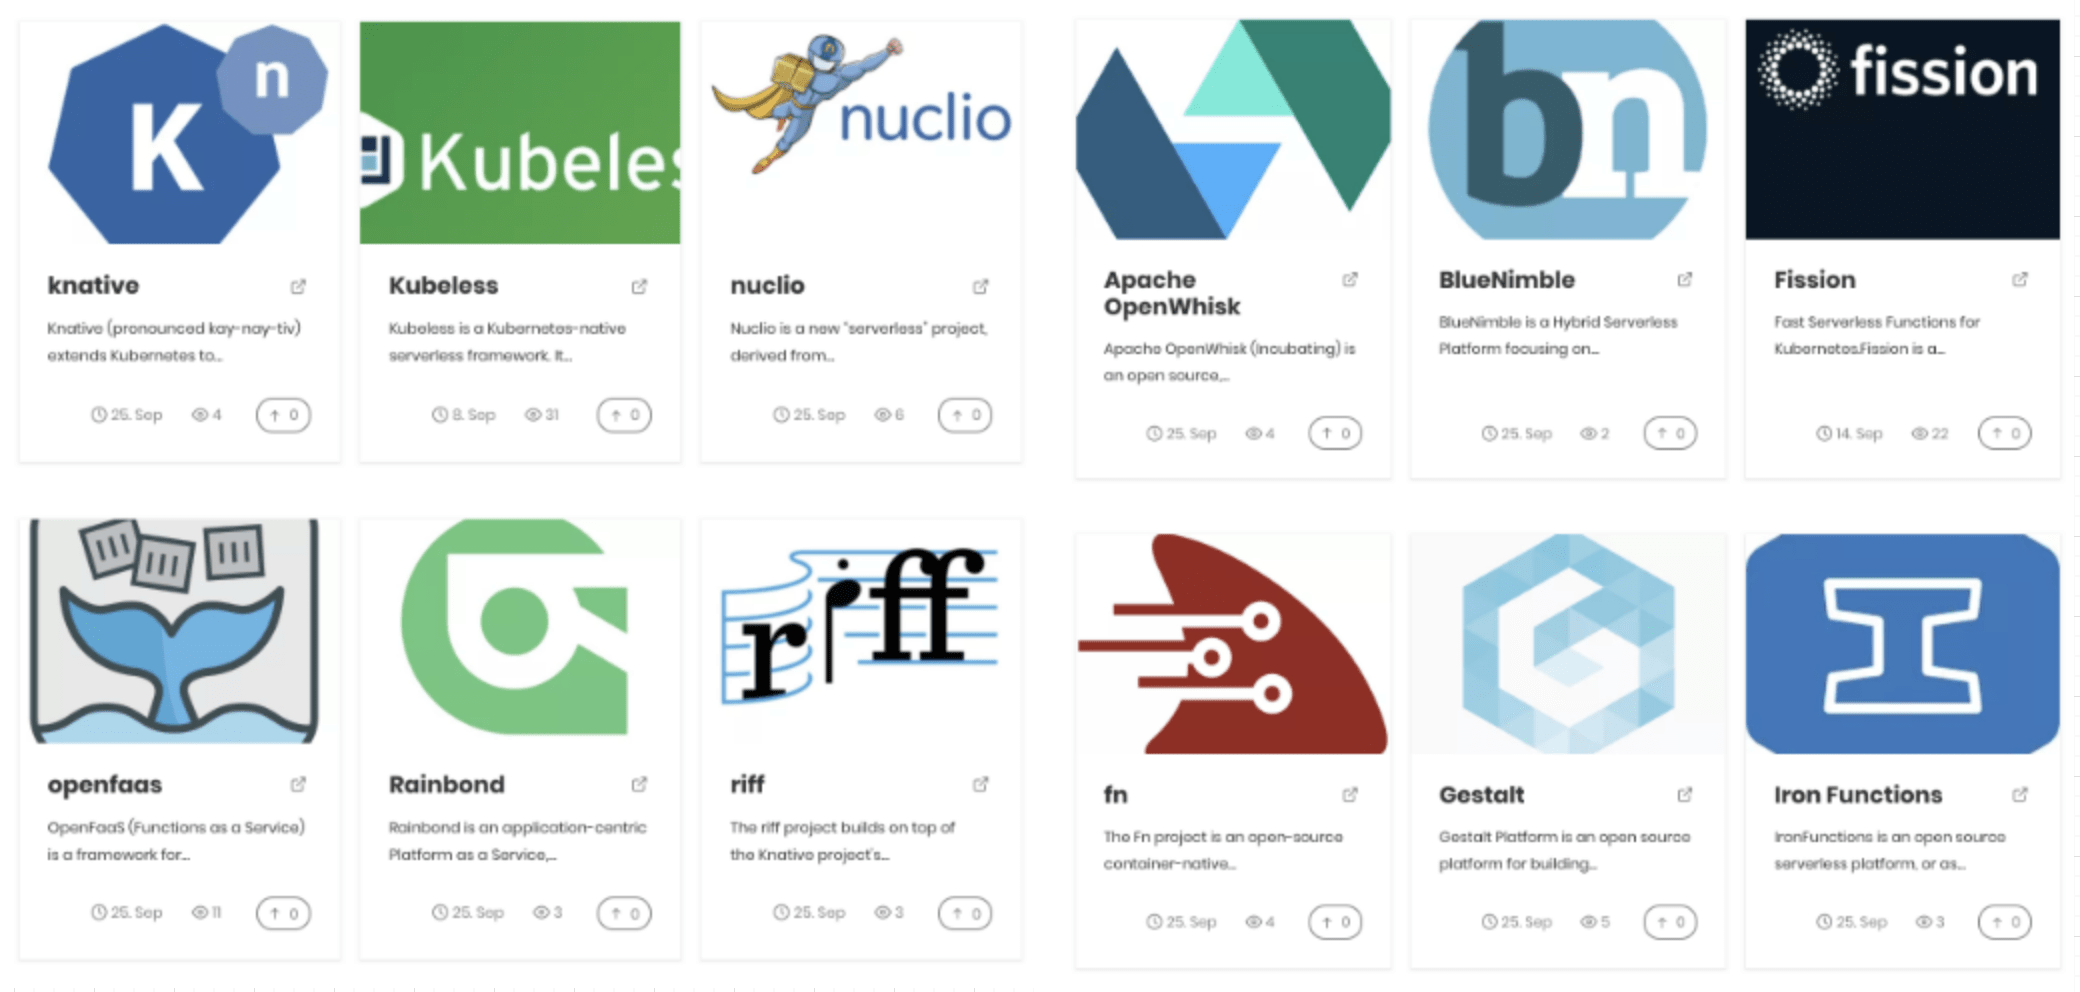 K
n
knative
Knative (pronounced kay-nay-tiv)
extends Kubernetes to...
25. Sep
4
0
Kubeles
Kubeless
Kubeless is a Kubernetes-native
serverless framework. It...
8. Sep
31
0
nuclio
nuclio
Nuclio is a new "serverless" project,
derived from...
25. Sep
6
0
Apache
OpenWhisk
Apache OpenWhisk (Incubating) is
an open source,...
25. Sep
4
0
bn
BlueNimble
BlueNimble is a Hybrid Serverless
Platform focusing on...
25. Sep
2
0
fission
Fission
Fast Serverless Functions for
Kubernetes.Fission is a...
14. Sep
22
0
openfaas
OpenFaaS (Functions as a Service)
is a framework for...
25. Sep
11
0
Rainbond
Rainbond is an application-centric
Platform as a Service,...
25. Sep
3
0
riff
riff
The riff project builds on top of
the Knative project's...
25. Sep
3
0
fn
The Fn project is an open-source
container-native...
25. Sep
4
0
G
Gestalt
Gestalt Platform is an open source
platform for building...
25. Sep
5
0
I
Iron Functions
IronFunctions is an open source
serverless platform, or as...
25. Sep
3
0